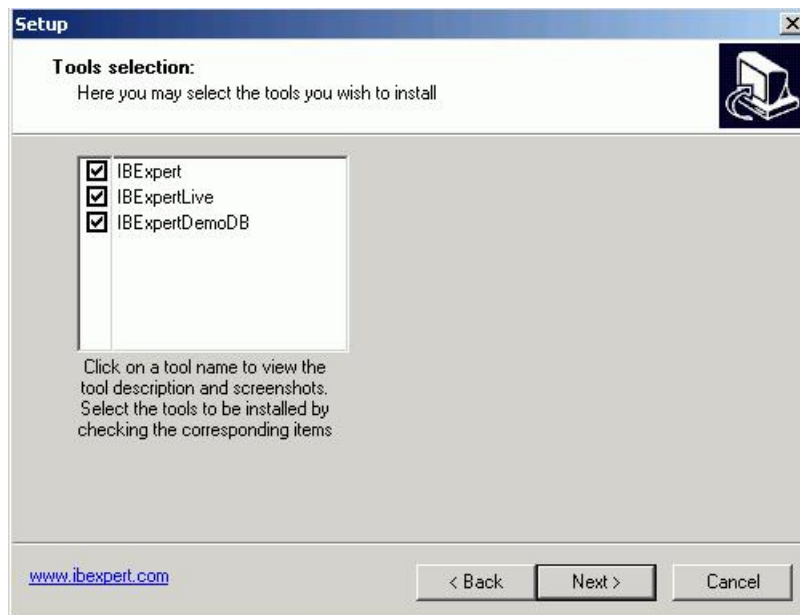 Setup
Tools selection:
Here you may select the tools you wish to install
IBExpert
IBExpertLive
IBExpertDemoDB
Click on a tool name to view the
tool description and screenshots.
Select the tools to be installed by
checking the corresponding items
www.ibexpert.com
< Back
Next >
Cancel